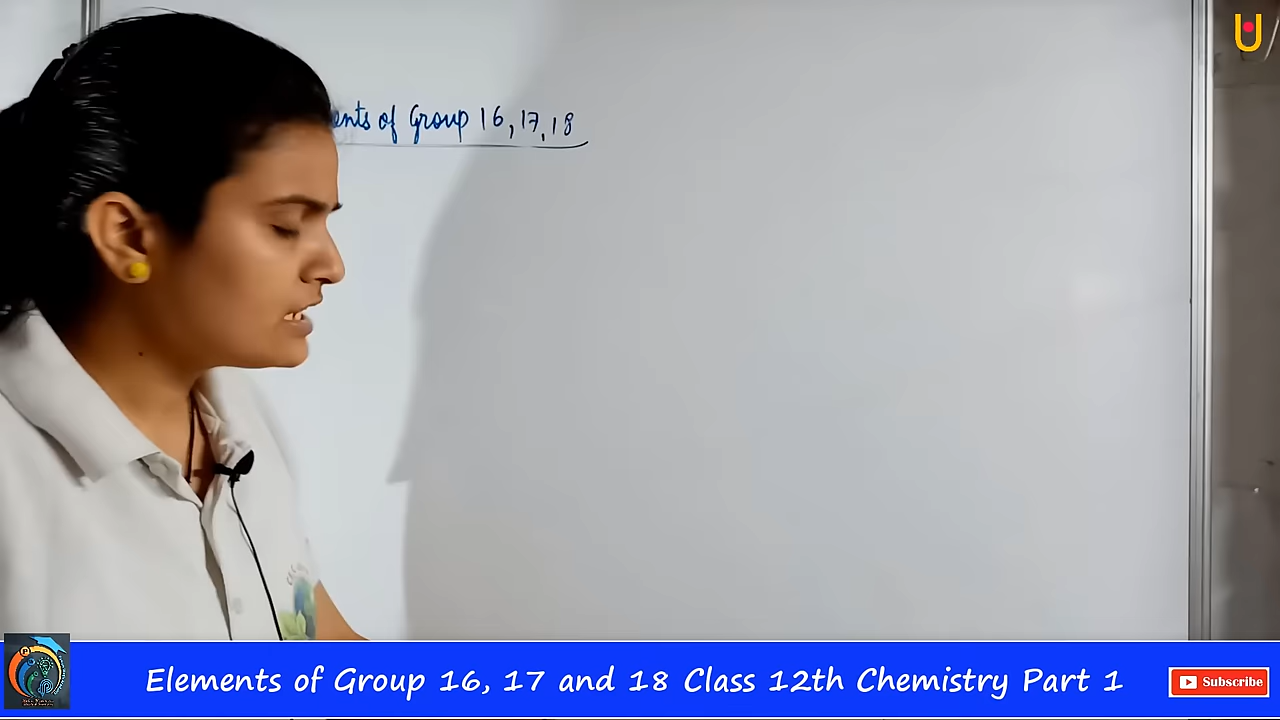 ents of Group 16, 17, 18
Elements of Group 16, 17 and 18 Class 12th Chemistry Part 1
Subscribe